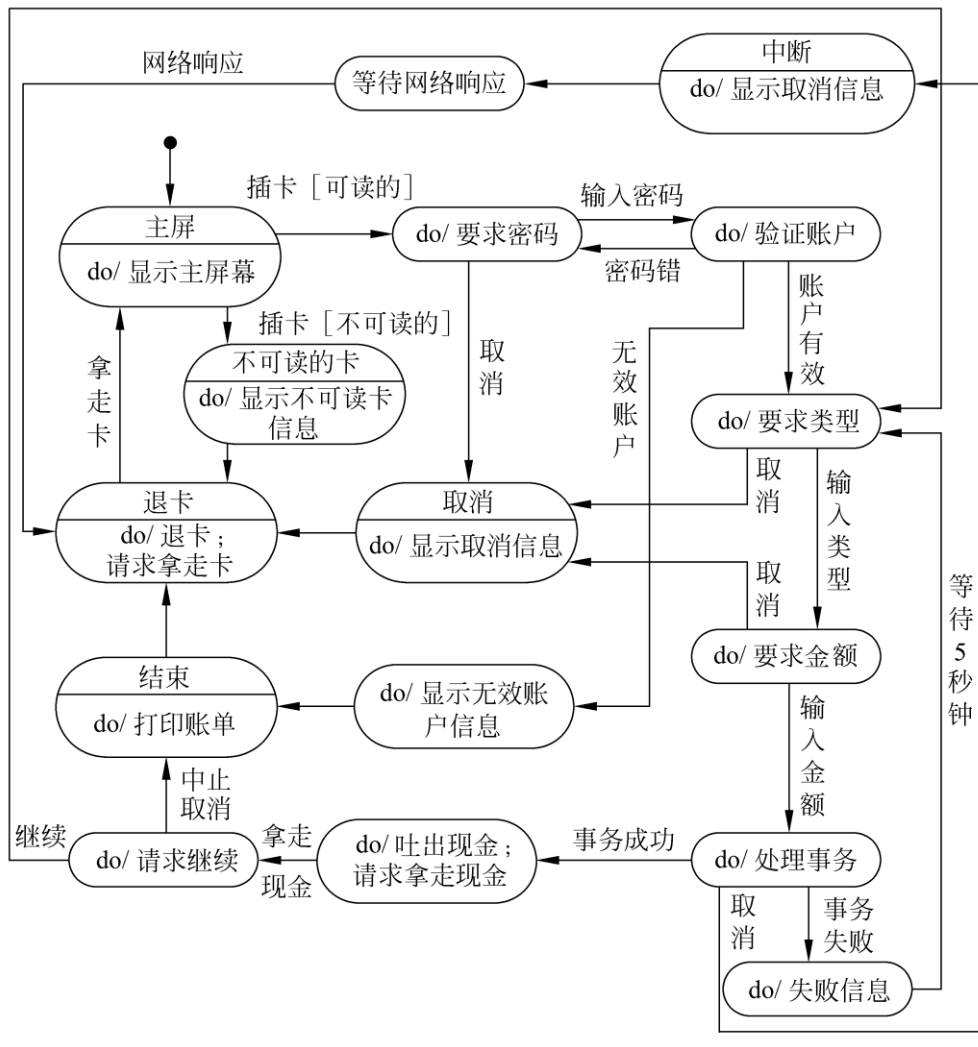 网络响应
等待网络响应
中断
do/ 显示取消信息
插卡［可读的］
输入密码
主屏
do/ 显示主屏幕
do/ 要求密码
do/ 验证账户
密码错
账户有效
插卡［不可读的］
拿走卡
不可读的卡
do/ 显示不可读卡
信息
取消
无效账户
do/ 要求类型
退卡
do/ 退卡；
请求拿走卡
取消
do/ 显示取消信息
取消
输入类型
取消
等待5秒钟
结束
do/ 打印账单
do/ 显示无效账
户信息
do/ 要求金额
输入金额
中止
取消
继续
do/ 请求继续
拿走
现金
do/ 吐出现金；
请求拿走现金
事务成功
do/ 处理事务
取消
事务
失败
do/ 失败信息